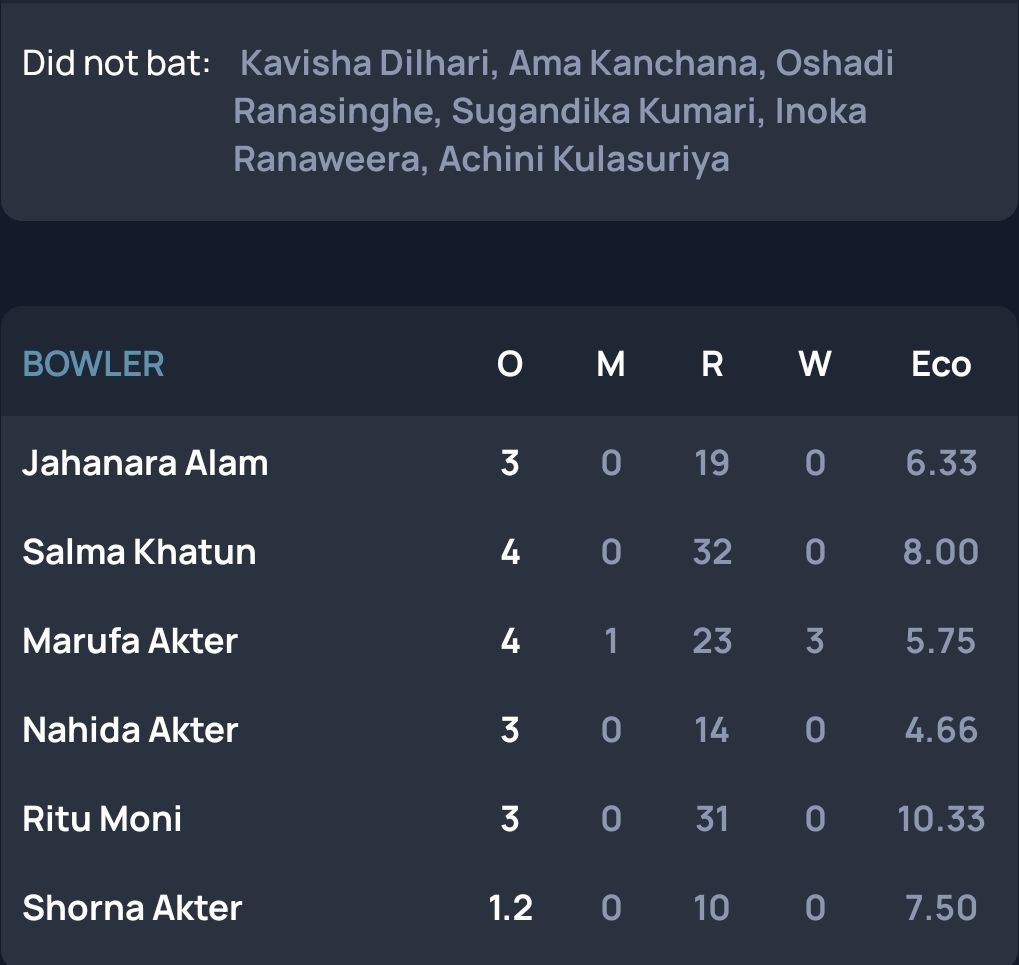 Did not bat: Kavisha Dilhari, Ama Kanchana, Oshadi
Ranasinghe, Sugandika Kumari, Inoka
Ranaweera, Achini Kulasuriya
BOWLER O M R W Eco
Jahanara Alam 3 0 19 0 6.33
Salma Khatun 4 0 32 0 8.00
Marufa Akter 4 1 23 3 5.75
Nahida Akter 3 0 14 0 4.66
Ritu Moni 3 0 31 0 10.33
Shorna Akter 1.2 0 10 0 7.50